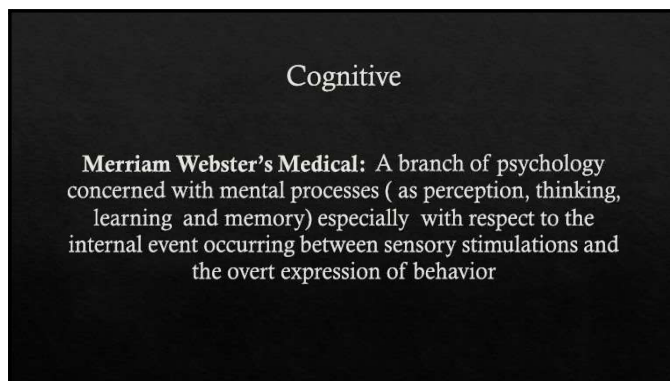 Cognitive
Merriam Webster's Medical: A branch of psychology
concerned with mental processes ( as perception, thinking,
learning and memory) especially with respect to the
internal event occurring between sensory stimulations and
the overt expression of behavior